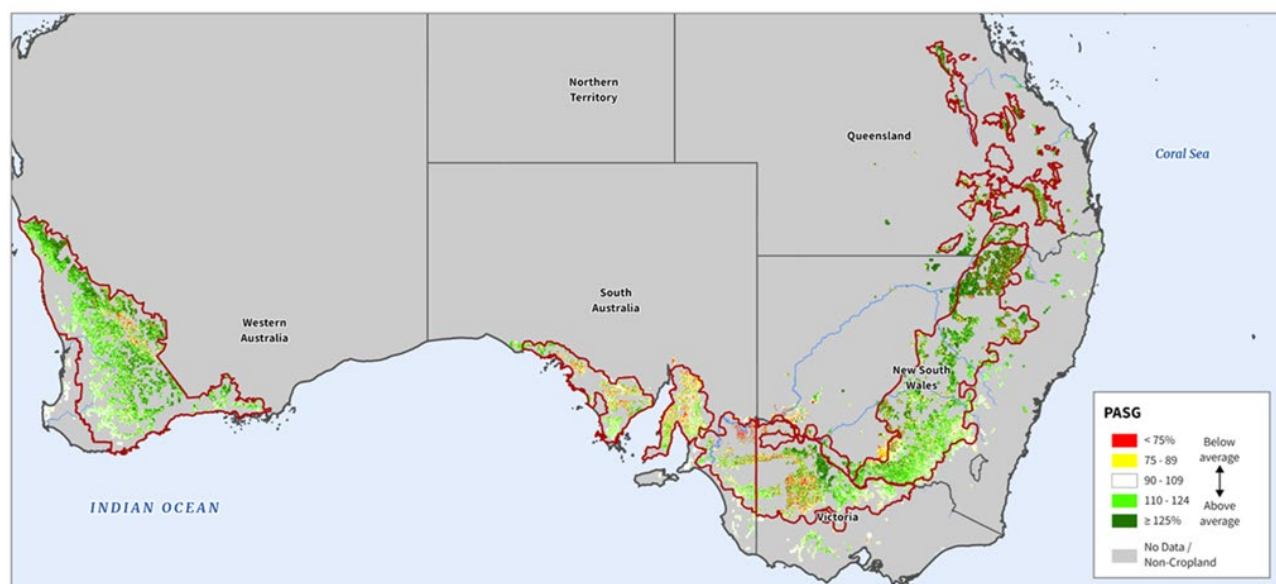 Northern
Territory
Queensland
Coral Sea
South
Australia
Western
Australia
New South
Wales
INDIAN OCEAN
Victoria
PASG
< 75%
75 - 89
90 - 109
110 - 124
≥ 125%
No Data /
Non-Cropland
Below
average
Above
average